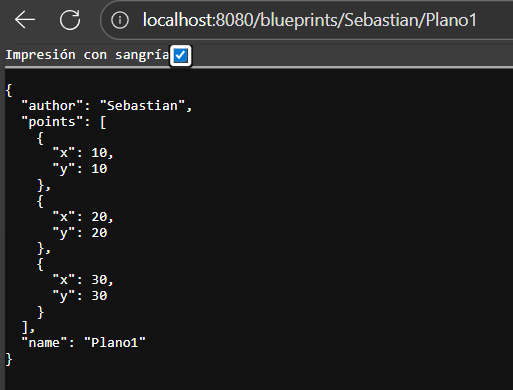 localhost:8080/blueprints/Sebastian/Plano1
Impresión con sangría
{
  "author": "Sebastian",
  "points": [
    {
      "x": 10,
      "y": 10
    },
    {
      "x": 20,
      "y": 20
    },
    {
      "x": 30,
      "y": 30
    }
  ],
  "name": "Plano1"
}